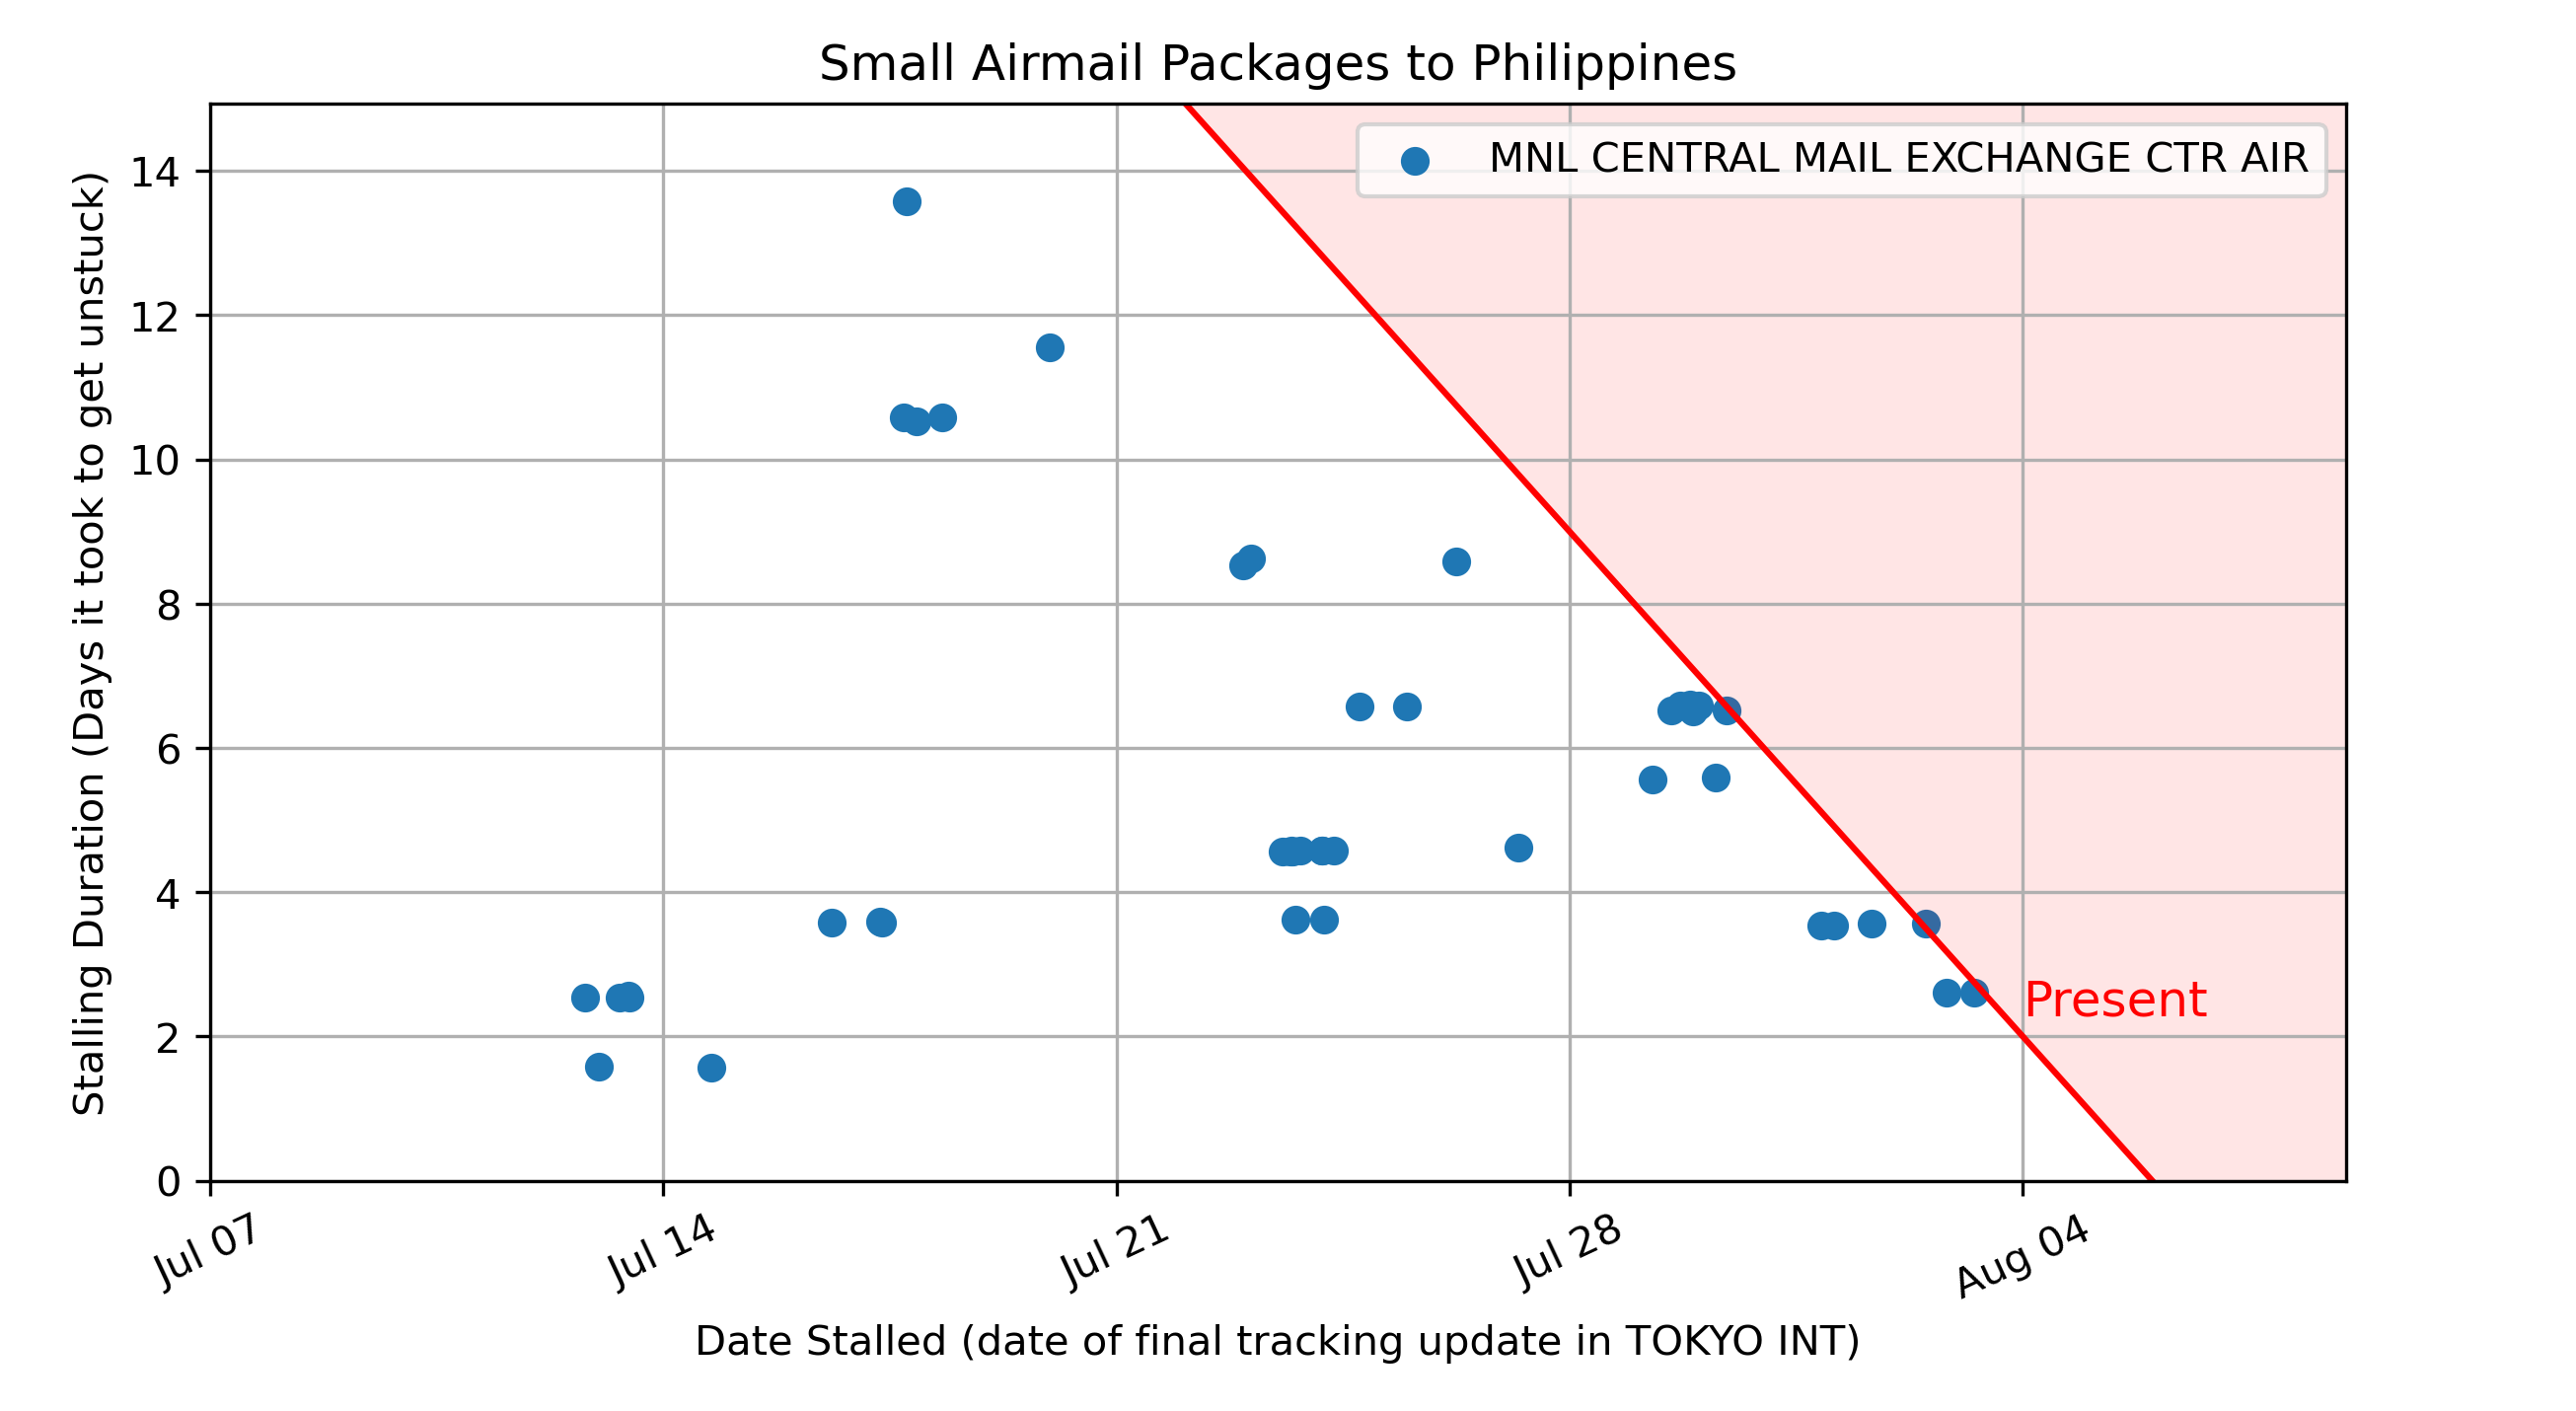 Small Airmail Packages to Philippines
MNL CENTRAL MAIL EXCHANGE CTR AIR
Stalling Duration (Days it took to get unstuck)
14
12
10
8
6
4
2
0
Present
Jul 07
Jul 14
Jul 21
Jul 28
Aug 04
Date Stalled (date of final tracking update in TOKYO INT)